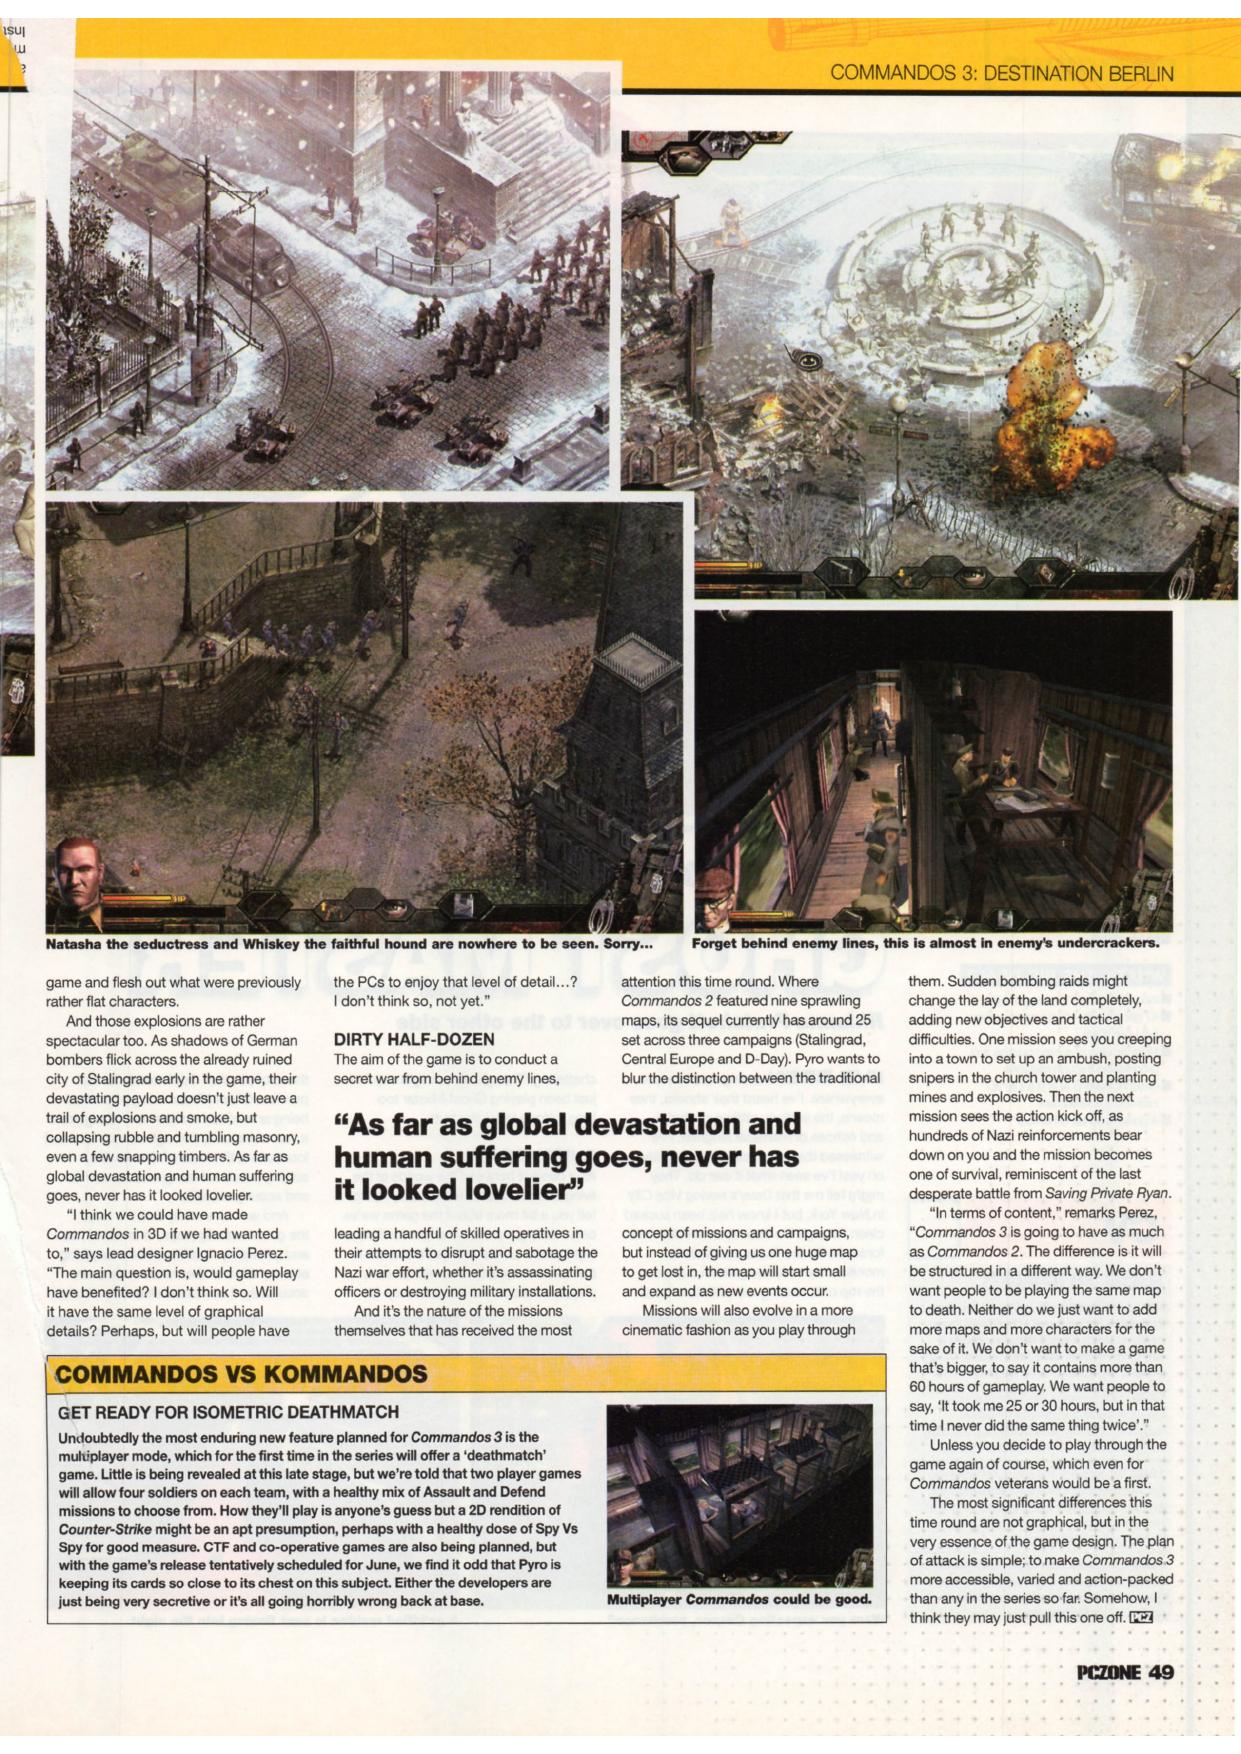 COMMANDOS 3: DESTINATION BERLIN
Natasha the seductress and Whiskey the faithful hound are nowhere to be seen. Sorry...
Forget behind enemy lines, this is almost in enemy's undercrackers.
game and flesh out what were previously
rather flat characters.
And those explosions are rather
spectacular too. As shadows of German
bombers flick across the already ruined
city of Stalingrad early in the game, their
devastating payload doesn't just leave a
trail of explosions and smoke, but
collapsing rubble and tumbling masonry,
even a few snapping timbers. As far as
global devastation and human suffering
goes, never has it looked lovelier.
"I think we could have made
Commandos in 3D if we had wanted
to," says lead designer Ignacio Perez.
"The main question is, would gameplay
have benefited? I don't think so. Will
it have the same level of graphical
details? Perhaps, but will people have
the PCs to enjoy that level of detail...?
I don't think so, not yet."
DIRTY HALF-DOZEN
The aim of the game is to conduct a
secret war from behind enemy lines,
"As far as global devastation and
human suffering goes, never has
it looked lovelier"
leading a handful of skilled operatives in
their attempts to disrupt and sabotage the
Nazi war effort, whether it's assassinating
officers or destroying military installations.
And it's the nature of the missions
themselves that has received the most
attention this time round. Where
Commandos 2 featured nine sprawling
maps, its sequel currently has around 25
set across three campaigns (Stalingrad,
Central Europe and D-Day). Pyro wants to
blur the distinction between the traditional
concept of missions and campaigns,
but instead of giving us one huge map
to get lost in, the map will start small
and expand as new events occur.
Missions will also evolve in a more
cinematic fashion as you play through
them. Sudden bombing raids might
change the lay of the land completely,
adding new objectives and tactical
difficulties. One mission sees you creeping
into a town to set up an ambush, posting
snipers in the church tower and planting
mines and explosives. Then the next
mission sees the action kick off, as
hundreds of Nazi reinforcements bear
down on you and the mission becomes
one of survival, reminiscent of the last
desperate battle from Saving Private Ryan.
"In terms of content," remarks Perez,
"Commandos 3 is going to have as much
as Commandos 2. The difference is it will
be structured in a different way. We don't
want people to be playing the same map
to death. Neither do we just want to add
more maps and more characters for the
sake of it. We don't want to make a game
that's bigger, to say it contains more than
60 hours of gameplay. We want people to
say, 'It took me 25 or 30 hours, but in that
time I never did the same thing twice'."
Unless you decide to play through the
game again of course, which even for
Commandos veterans would be a first.
The most significant differences this
time round are not graphical, but in the
very essence of the game design. The plan
of attack is simple; to make Commandos 3
more accessible, varied and action-packed
than any in the series so far. Somehow, I
think they may just pull this one off. PCZ
COMMANDOS VS KOMMANDOS
GET READY FOR ISOMETRIC DEATHMATCH
Undoubtedly the most enduring new feature planned for Commandos 3 is the
multiplayer mode, which for the first time in the series will offer a 'deathmatch'
game. Little is being revealed at this late stage, but we're told that two player games
will allow four soldiers on each team, with a healthy mix of Assault and Defend
missions to choose from. How they'll play is anyone's guess but a 2D rendition of
Counter-Strike might be an apt presumption, perhaps with a healthy dose of Spy Vs
Spy for good measure. CTF and co-operative games are also being planned, but
with the game's release tentatively scheduled for June, we find it odd that Pyro is
keeping its cards so close to its chest on this subject. Either the developers are
just being very secretive or it's all going horribly wrong back at base.
Multiplayer Commandos could be good.
PCZONE 49